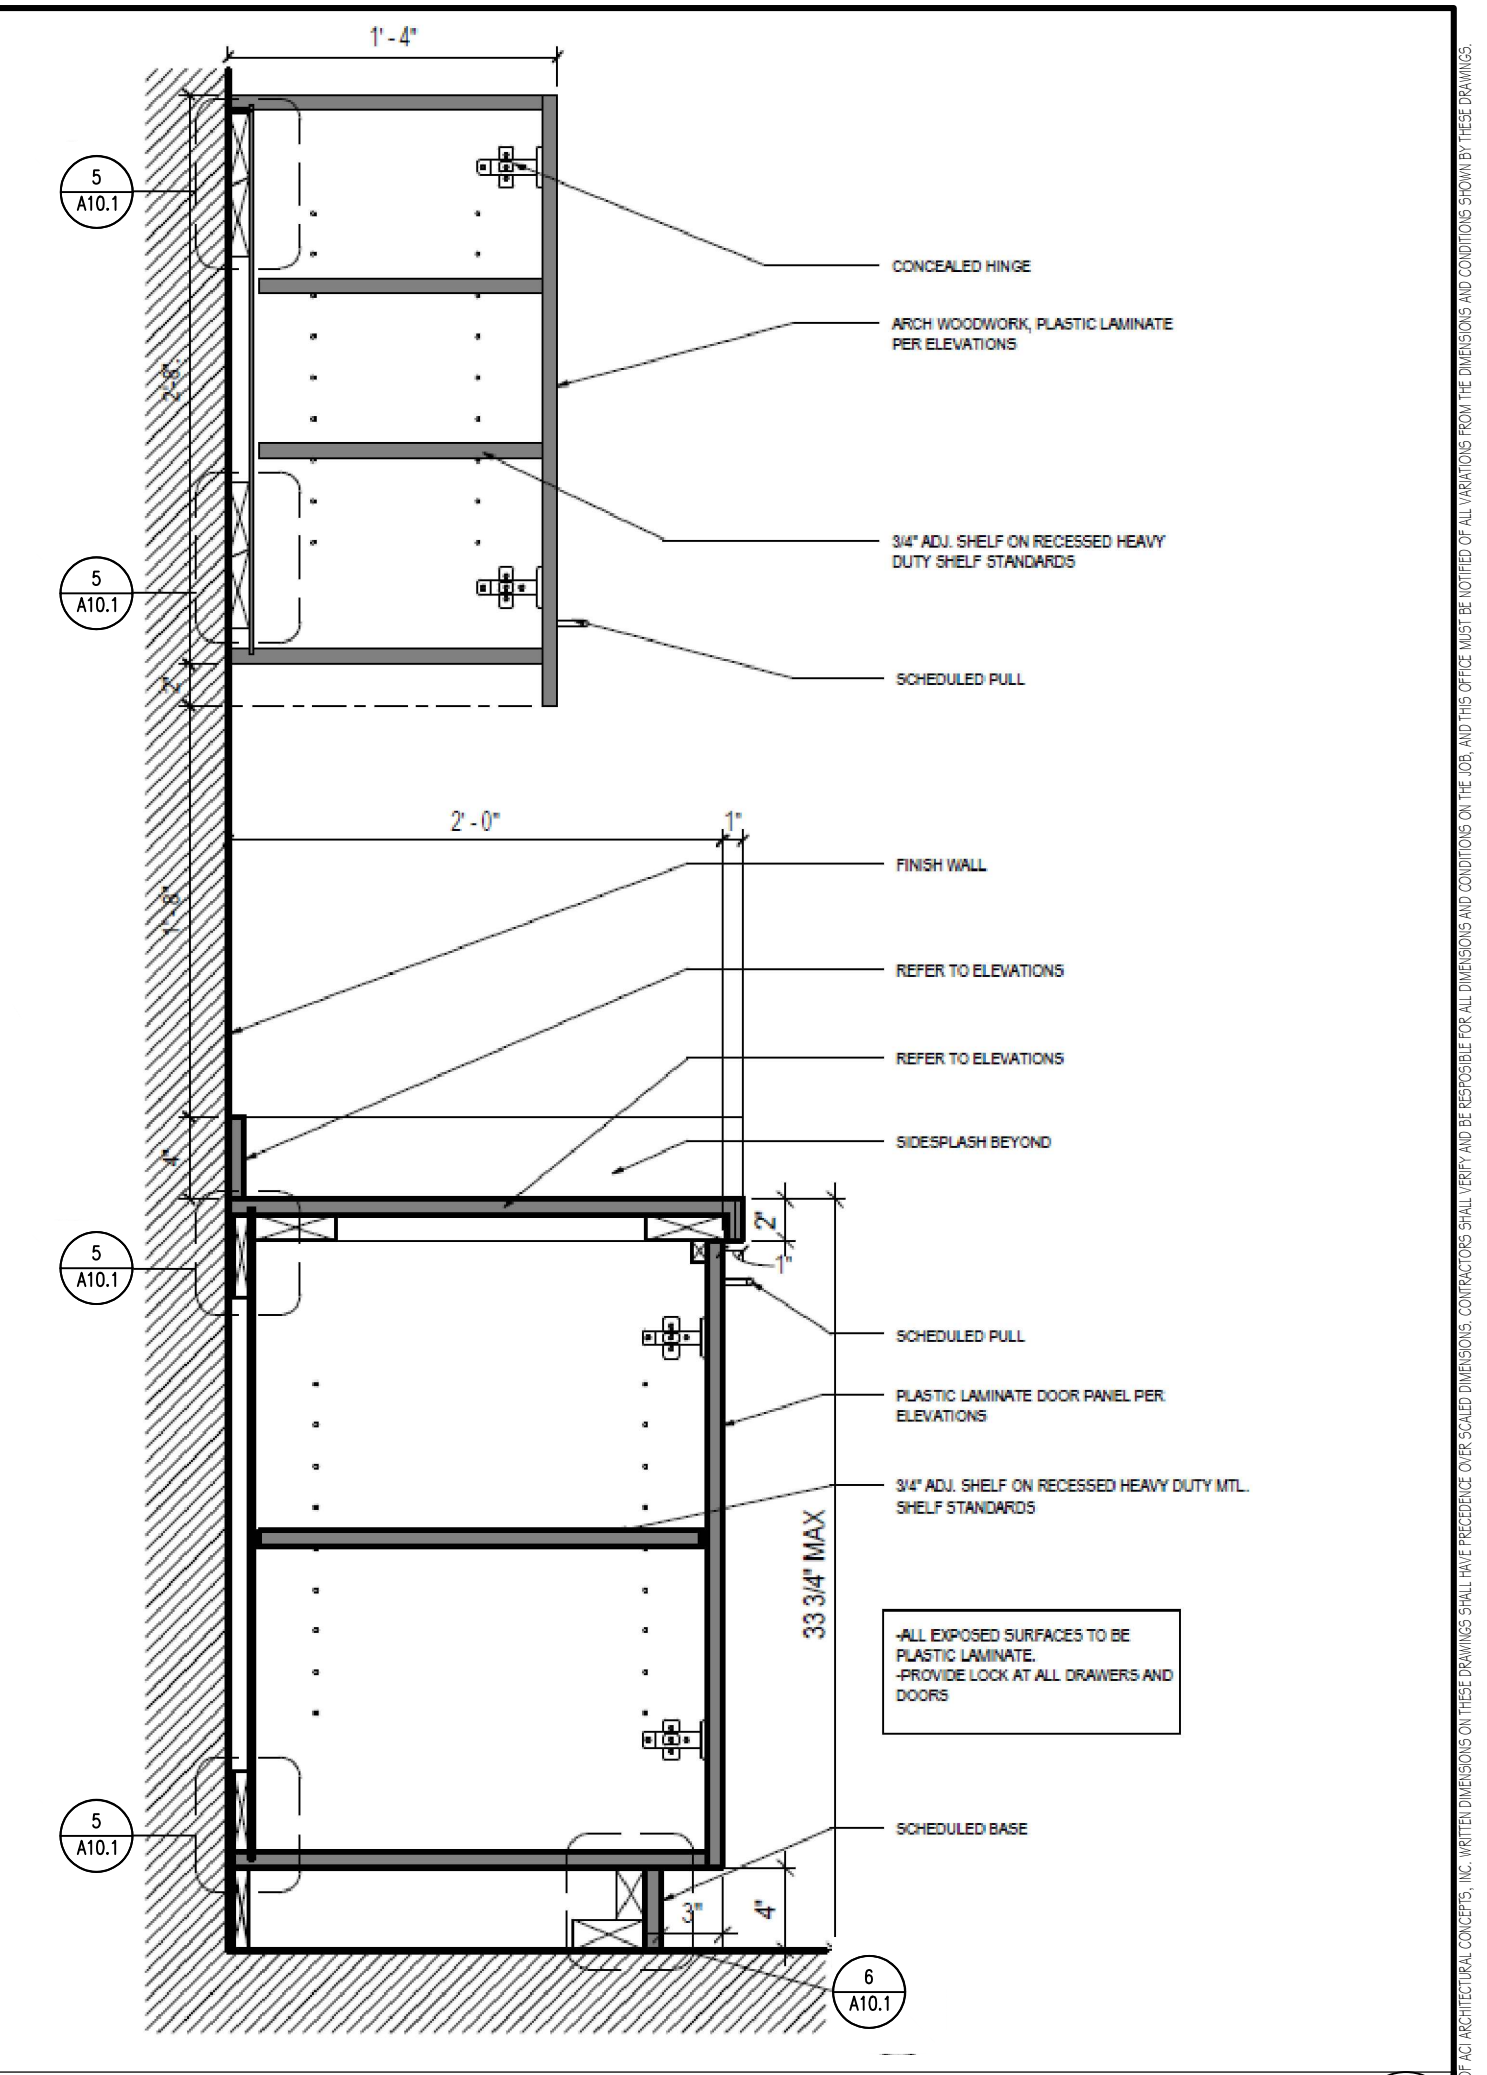 1' - 4"
5
A10.1
CONCEALED HINGE
ARCH WOODWORK, PLASTIC LAMINATE
PER ELEVATIONS
2'-8"
3/4" ADJ. SHELF ON RECESSED HEAVY
DUTY SHELF STANDARDS
5
A10.1
SCHEDULED PULL
2"
2' - 0"
1"
FINISH WALL
1'-8"
REFER TO ELEVATIONS
REFER TO ELEVATIONS
SIDESPLASH BEYOND
4"
2"
5
A10.1
1"
SCHEDULED PULL
PLASTIC LAMINATE DOOR PANEL PER
ELEVATIONS
3/4" ADJ. SHELF ON RECESSED HEAVY DUTY MTL.
SHELF STANDARDS
33 3/4" MAX
-ALL EXPOSED SURFACES TO BE
PLASTIC LAMINATE.
-PROVIDE LOCK AT ALL DRAWERS AND
DOORS
5
A10.1
SCHEDULED BASE
3"
4"
6
A10.1
OF ACI ARCHITECTURAL CONCEPTS, INC. WRITTEN DIMENSIONS ON THESE DRAWINGS SHALL HAVE PRECEDENCE OVER SCALED DIMENSIONS. CONTRACTORS SHALL VERIFY AND BE RESPOSIBLE FOR ALL DIMENSIONS AND CONDITIONS ON THE JOB, AND THIS OFFICE MUST BE NOTIFIED OF ALL VARIATIONS FROM THE DIMENSIONS AND CONDITIONS SHOWN BY THESE DRAWINGS.